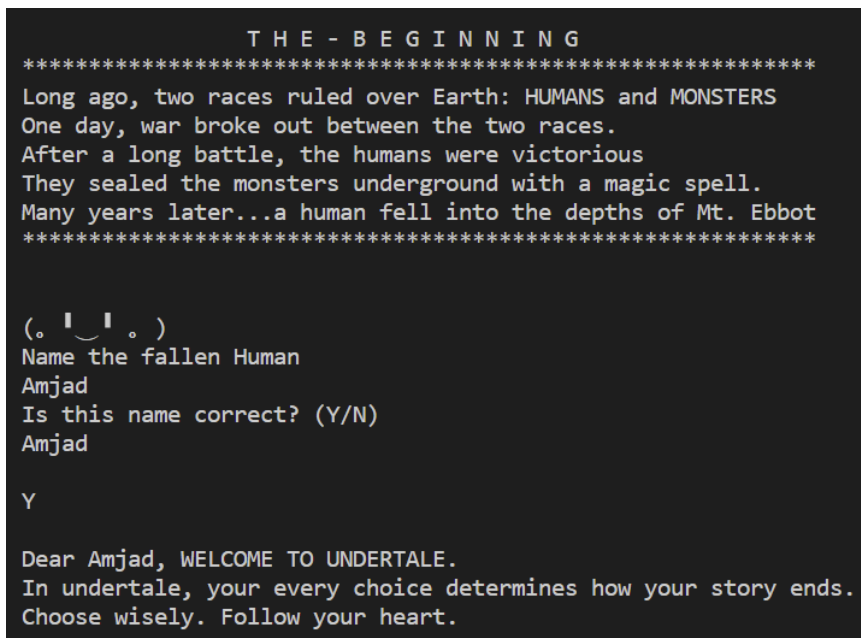 T H E - B E G I N N I N G
************************************************************
Long ago, two races ruled over Earth: HUMANS and MONSTERS
One day, war broke out between the two races.
After a long battle, the humans were victorious
They sealed the monsters underground with a magic spell.
Many years later...a human fell into the depths of Mt. Ebbot
************************************************************
(｡ ╹‿╹ ｡ )
Name the fallen Human
Amjad
Is this name correct? (Y/N)
Amjad
Y
Dear Amjad, WELCOME TO UNDERTALE.
In undertale, your every choice determines how your story ends.
Choose wisely. Follow your heart.